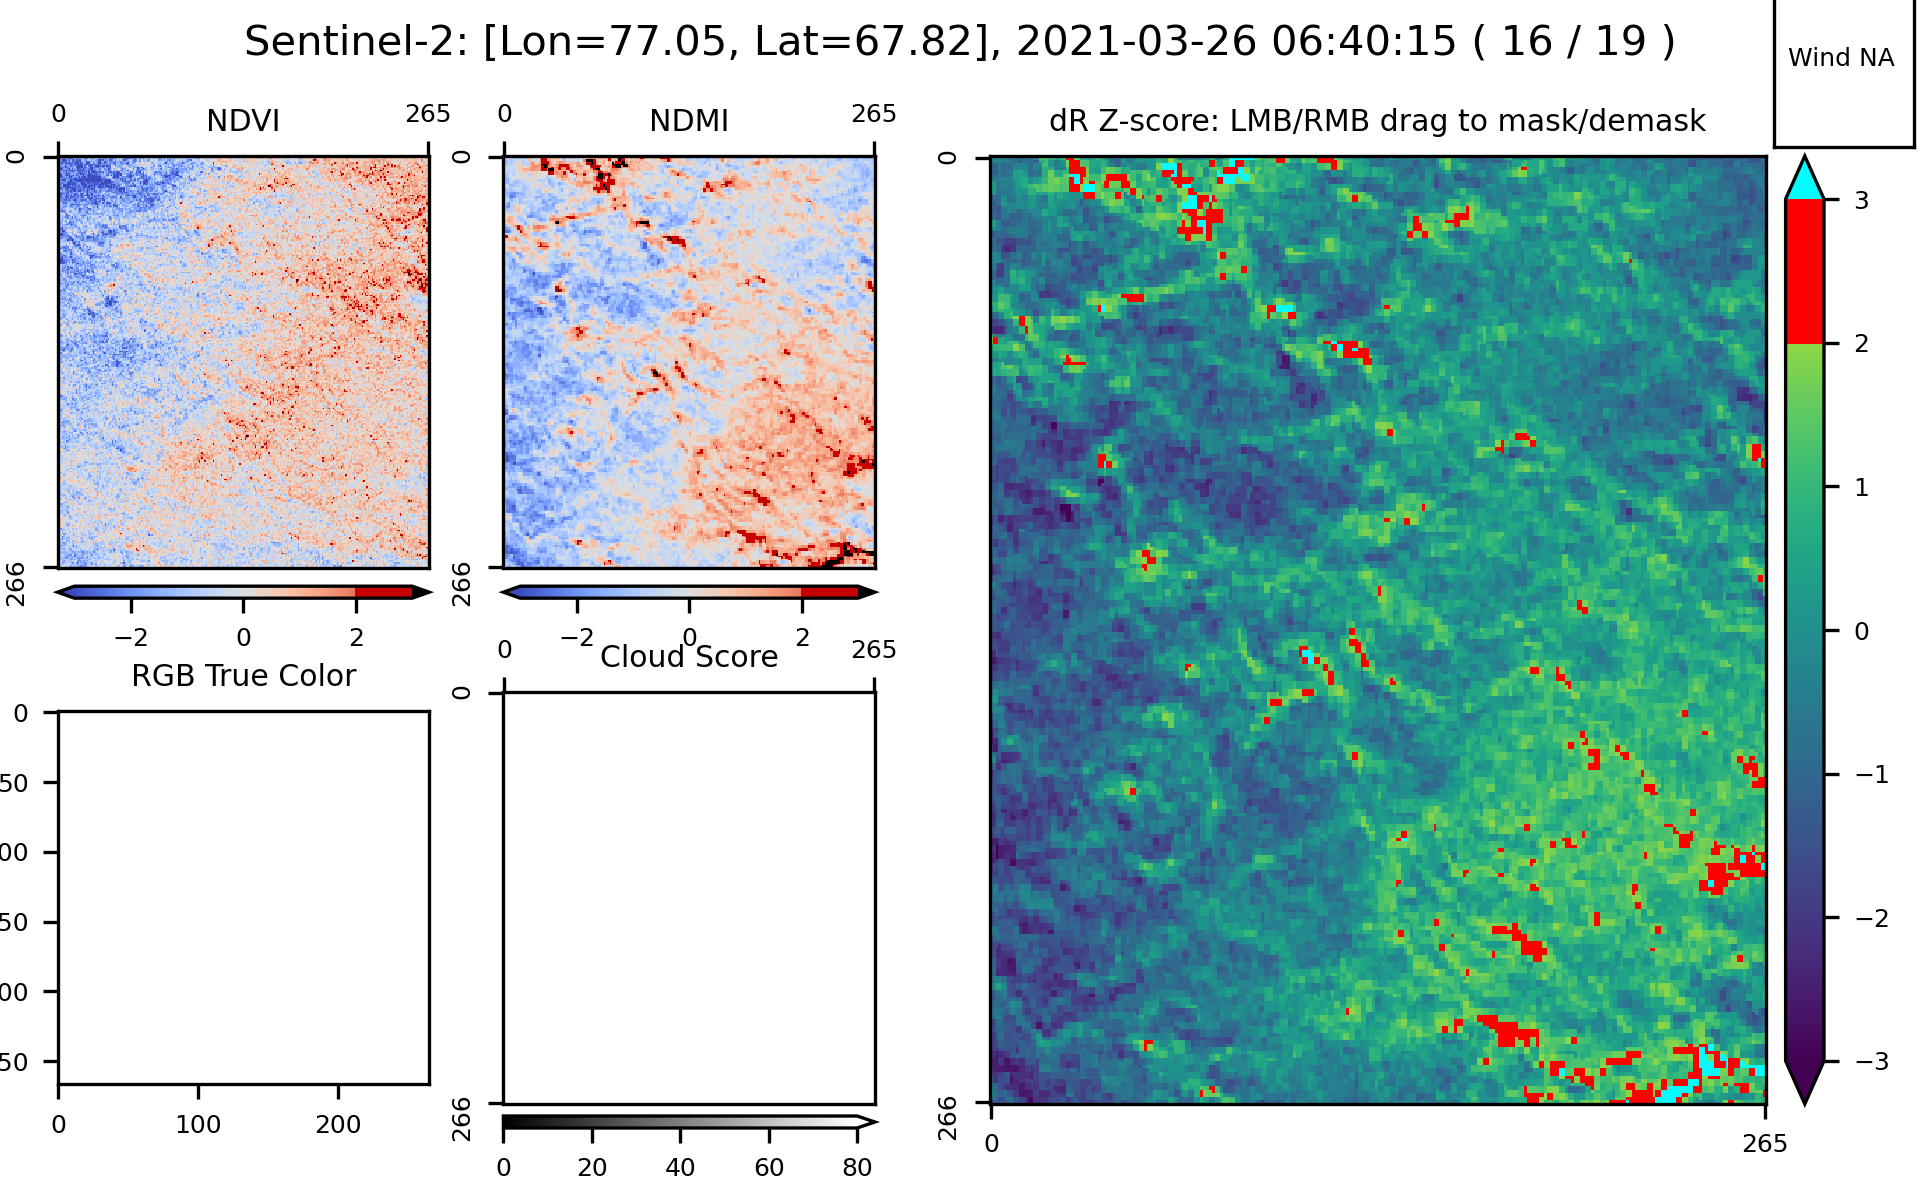 Sentinel-2: [Lon=77.05, Lat=67.82], 2021-03-26 06:40:15 ( 16 / 19 )
Wind NA
0 NDVI 265
0 NDMI 265
dR Z-score: LMB/RMB drag to mask/demask
0
0
0
3
2
1
0
−1
−2
−3
266
266
−2 0 2
−2 0 2
RGB True Color
0 Cloud Score 265
0
50
00
50
00
50
0 100 200
0
266
0 20 40 60 80
266
0 265